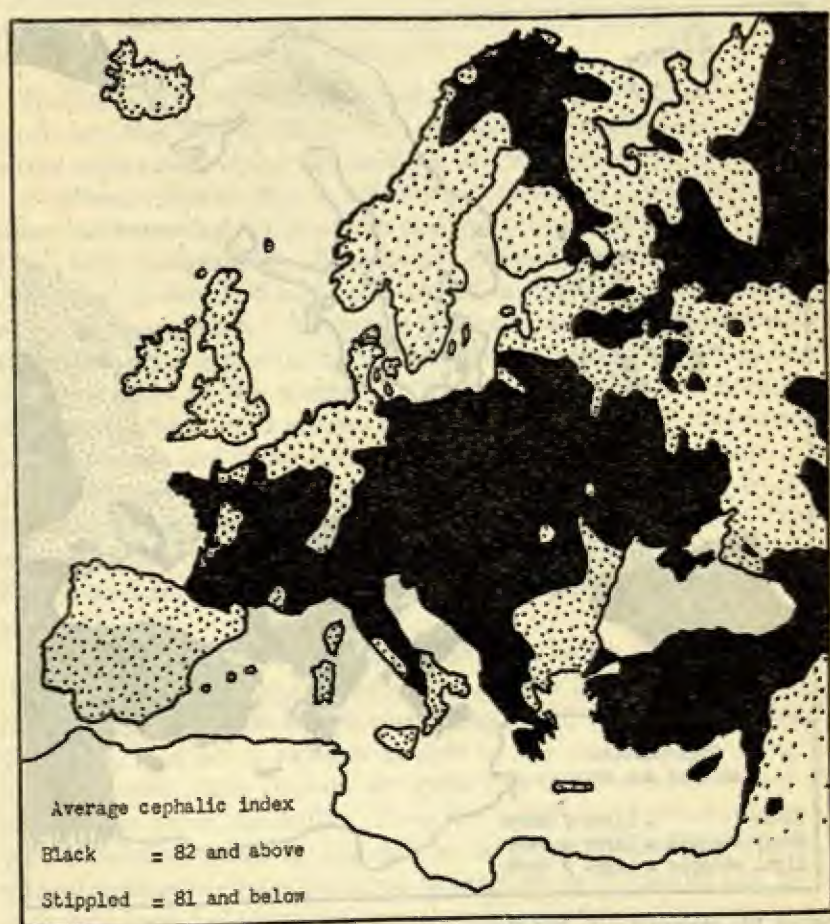 Average cephalic index
Black = 82 and above
Stippled = 81 and below